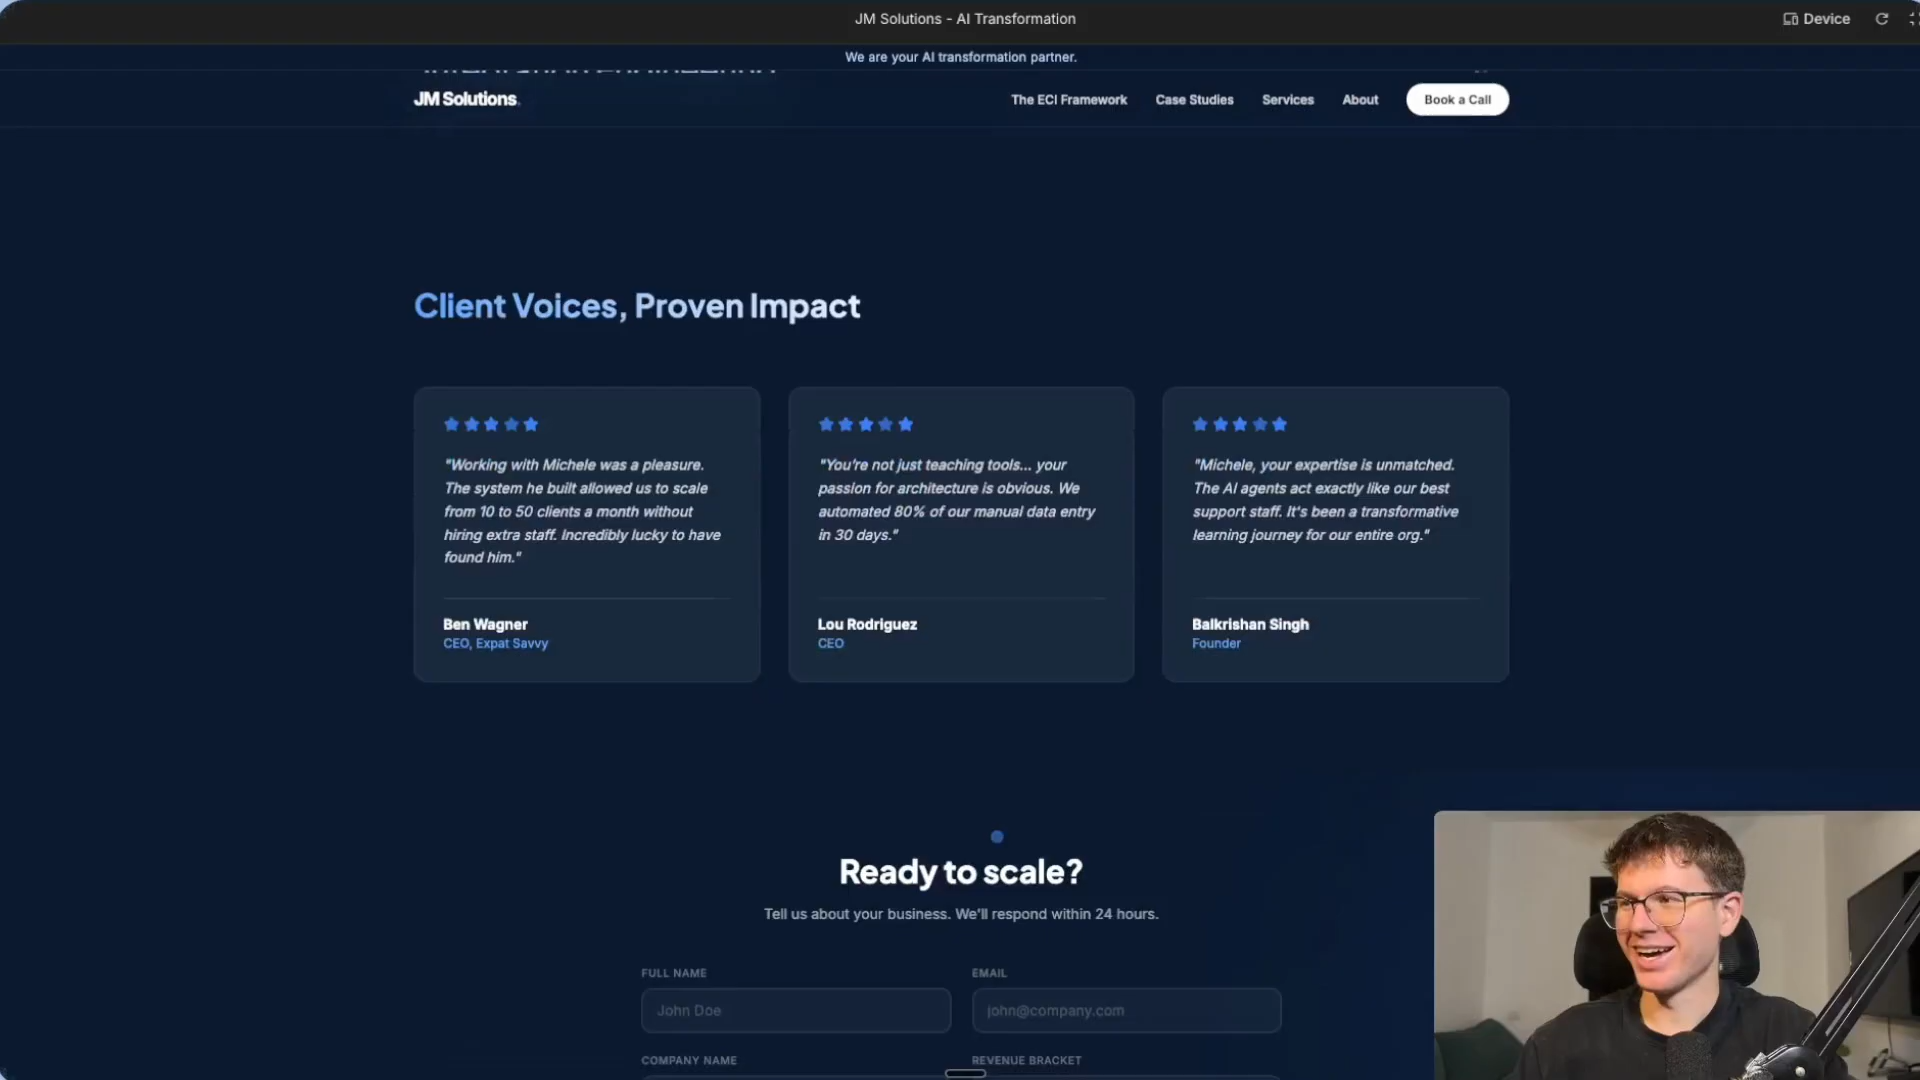 JM Solutions - AI Transformation
Device
We are your AI transformation partner.
JM Solutions.
The ECI Framework
Case Studies
Services
About
Book a Call
Client Voices, Proven Impact
"Working with Michele was a pleasure.
The system he built allowed us to scale
from 10 to 50 clients a month without
hiring extra staff. Incredibly lucky to have
found him."
Ben Wagner
CEO, Expat Savvy
"You're not just teaching tools... your
passion for architecture is obvious. We
automated 80% of our manual data entry
in 30 days."
Lou Rodriguez
CEO
"Michele, your expertise is unmatched.
The AI agents act exactly like our best
support staff. It's been a transformative
learning journey for our entire org."
Balkrishan Singh
Founder
Ready to scale?
Tell us about your business. We'll respond within 24 hours.
FULL NAME
EMAIL
John Doe
john@company.com
COMPANY NAME
REVENUE BRACKET